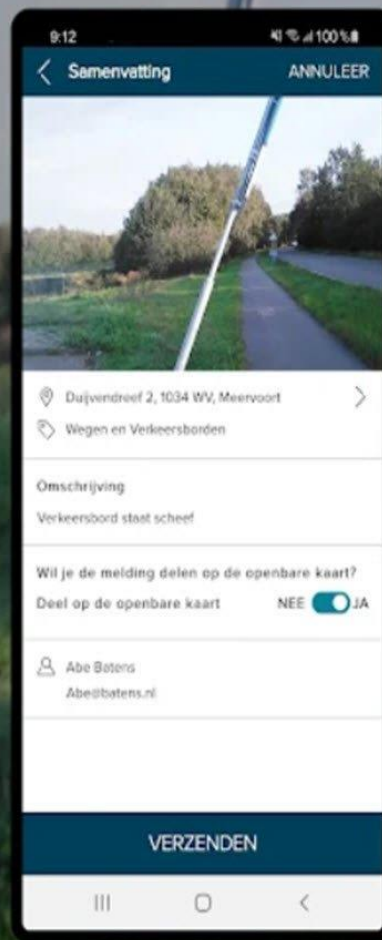 9:12 100%
Samenvatting ANNULEER
Duijvendreef 2, 1034 WV, Meervoort
Wegen en Verkeersborden
Omschrijving
Verkeersbord staat scheef
Wil je de melding delen op de openbare kaart?
Deel op de openbare kaart NEE JA
Abe Batens
Abe@batens.nl
VERZENDEN